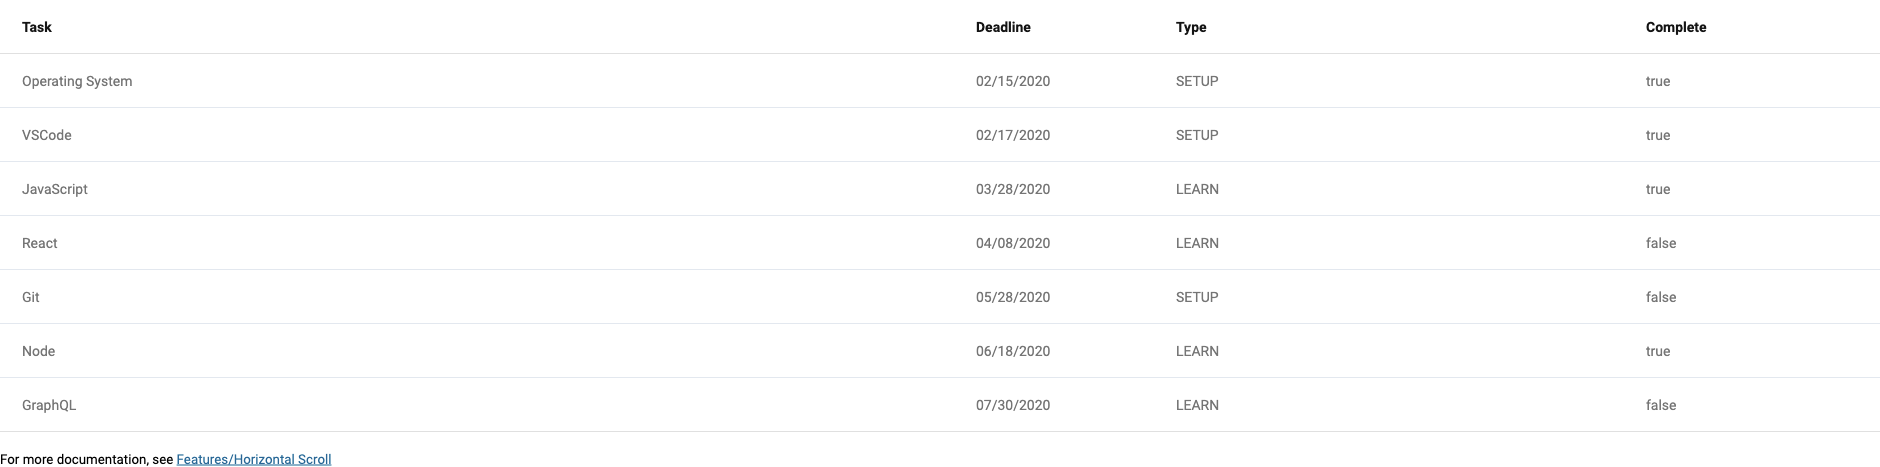 Task Deadline Type Complete
Operating System 02/15/2020 SETUP true
VSCode 02/17/2020 SETUP true
JavaScript 03/28/2020 LEARN true
React 04/08/2020 LEARN false
Git 05/28/2020 SETUP false
Node 06/18/2020 LEARN true
GraphQL 07/30/2020 LEARN false
For more documentation, see Features/Horizontal Scroll